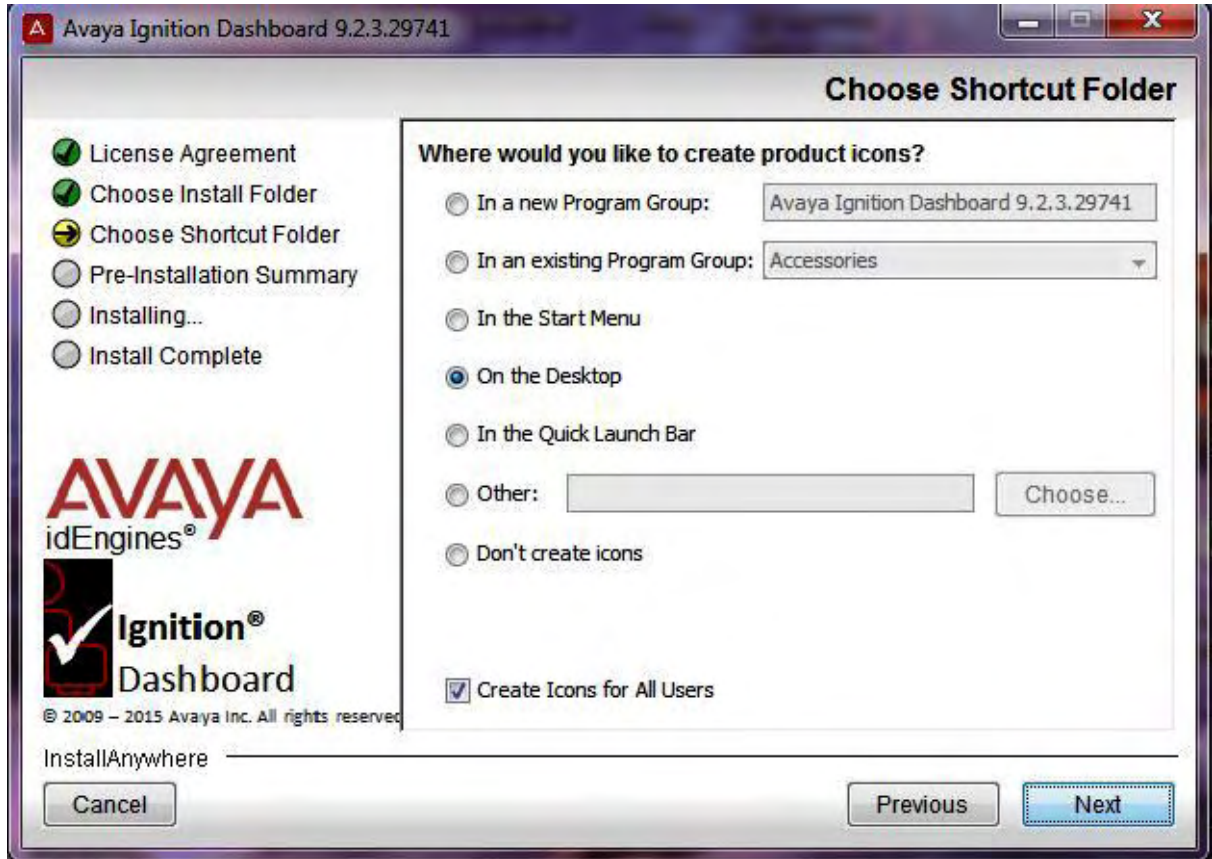 Avaya Ignition Dashboard 9.2.3.29741
Choose Shortcut Folder
License Agreement
Choose Install Folder
Choose Shortcut Folder
Pre-Installation Summary
Installing...
Install Complete
AVAYA
idEngines®
Ignition®
Dashboard
© 2009 – 2015 Avaya Inc. All rights reserved
Where would you like to create product icons?
In a new Program Group: Avaya Ignition Dashboard 9.2.3.29741
In an existing Program Group: Accessories
In the Start Menu
On the Desktop
In the Quick Launch Bar
Other: Choose...
Don't create icons
Create Icons for All Users
InstallAnywhere
Cancel Previous Next